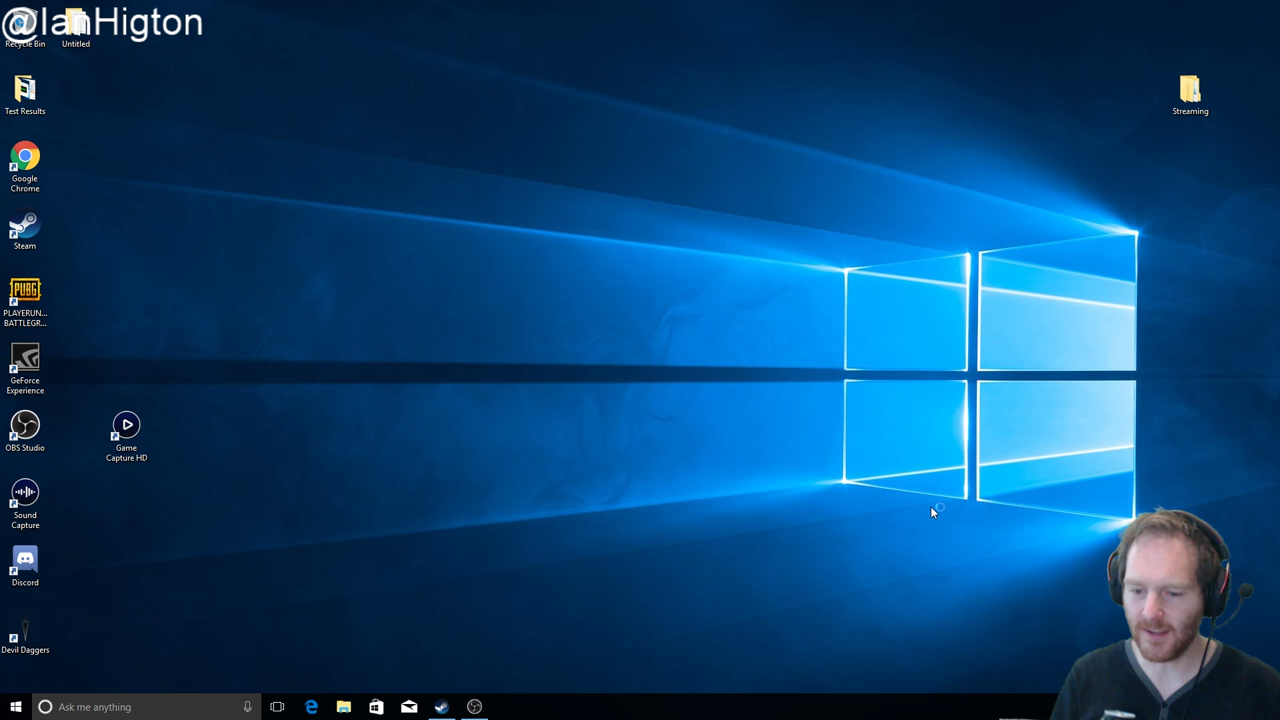 @IanHigton
Recycle Bin
Untitled
Test Results
Streaming
Google
Chrome
Steam
PUBG
PLAYERUN...
BATTLEGR...
GeForce
Experience
OBS Studio
Game
Capture HD
Sound
Capture
Discord
Devil Daggers
Ask me anything